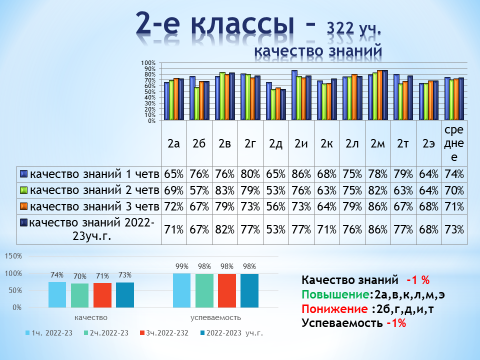 2-е классы – 322 уч.
качество знаний
100%
90%
80%
70%
60%
50%
40%
30%
20%
10%
0%
2а 2б 2в 2г 2д 2и 2к 2л 2м 2т 2э средне е
качество знаний 1 четв 65% 76% 76% 80% 65% 86% 68% 75% 78% 79% 64% 74%
качество знаний 2 четв 69% 57% 83% 79% 53% 76% 63% 75% 82% 63% 64% 70%
качество знаний 3 четв 72% 67% 79% 73% 56% 73% 64% 79% 86% 67% 68% 71%
качество знаний 2022-23уч.г. 71% 67% 82% 77% 53% 77% 71% 76% 86% 77% 68% 73%
150%
100%
50%
0%
74% 70% 71% 73%
99% 98% 98% 98%
качество успеваемость
1ч. 2022-23 2ч.2022-23 3ч.2022-232 2022-2023 уч.г.
Качество знаний -1 %
Повышение:2а,в,к,л,м,э
Понижение :2б,г,д,и,т
Успеваемость -1%